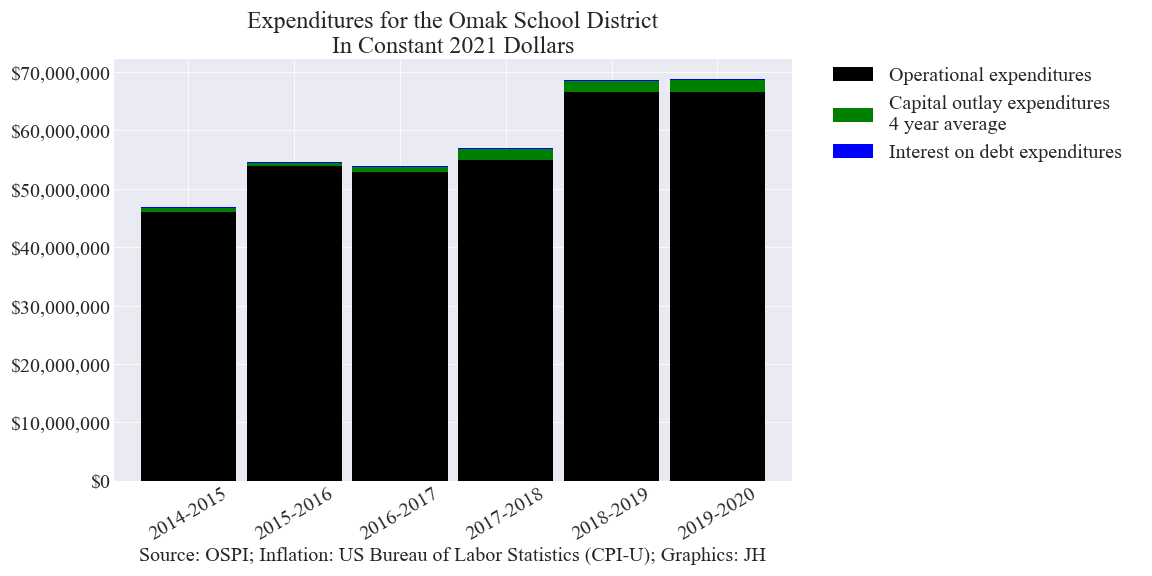 Expenditures for the Omak School District
In Constant 2021 Dollars
$70,000,000
$60,000,000
$50,000,000
$40,000,000
$30,000,000
$20,000,000
$10,000,000
$0
2014-2015
2015-2016
2016-2017
2017-2018
2018-2019
2019-2020
Source: OSPI; Inflation: US Bureau of Labor Statistics (CPI-U); Graphics: JH
Operational expenditures
Capital outlay expenditures
4 year average
Interest on debt expenditures